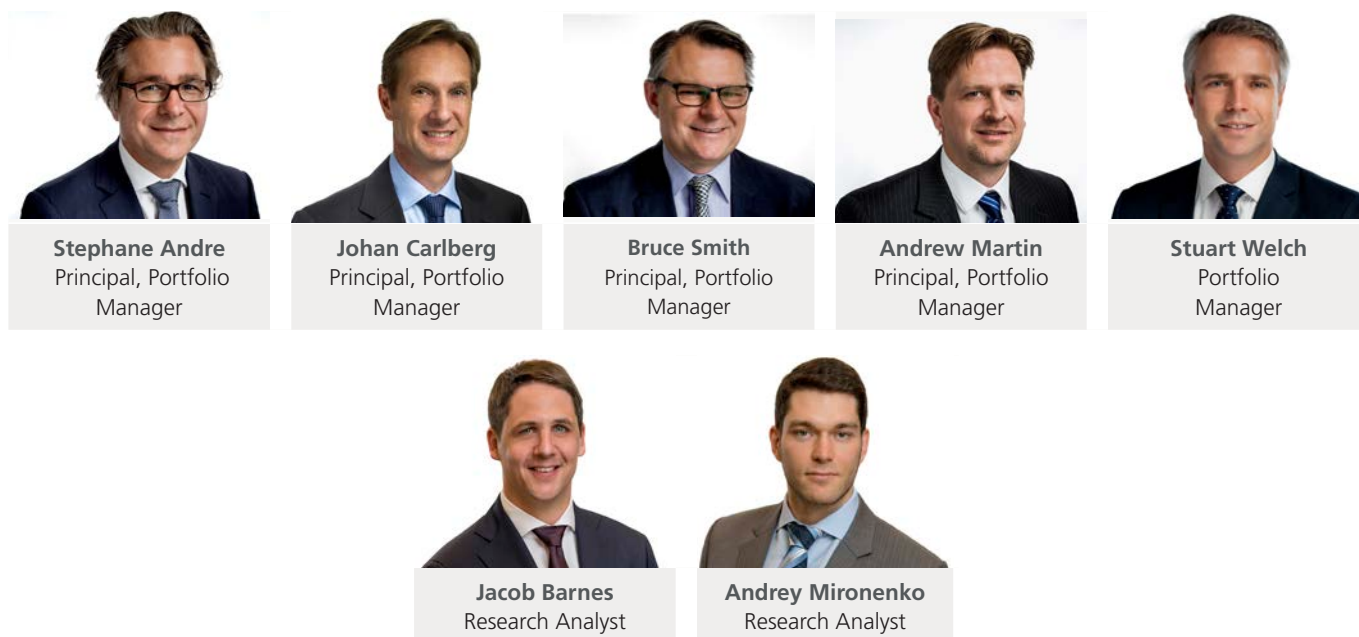 Stephane Andre
Principal, Portfolio
Manager
Johan Carlberg
Principal, Portfolio
Manager
Bruce Smith
Principal, Portfolio
Manager
Andrew Martin
Principal, Portfolio
Manager
Stuart Welch
Portfolio
Manager
Jacob Barnes
Research Analyst
Andrey Mironenko
Research Analyst